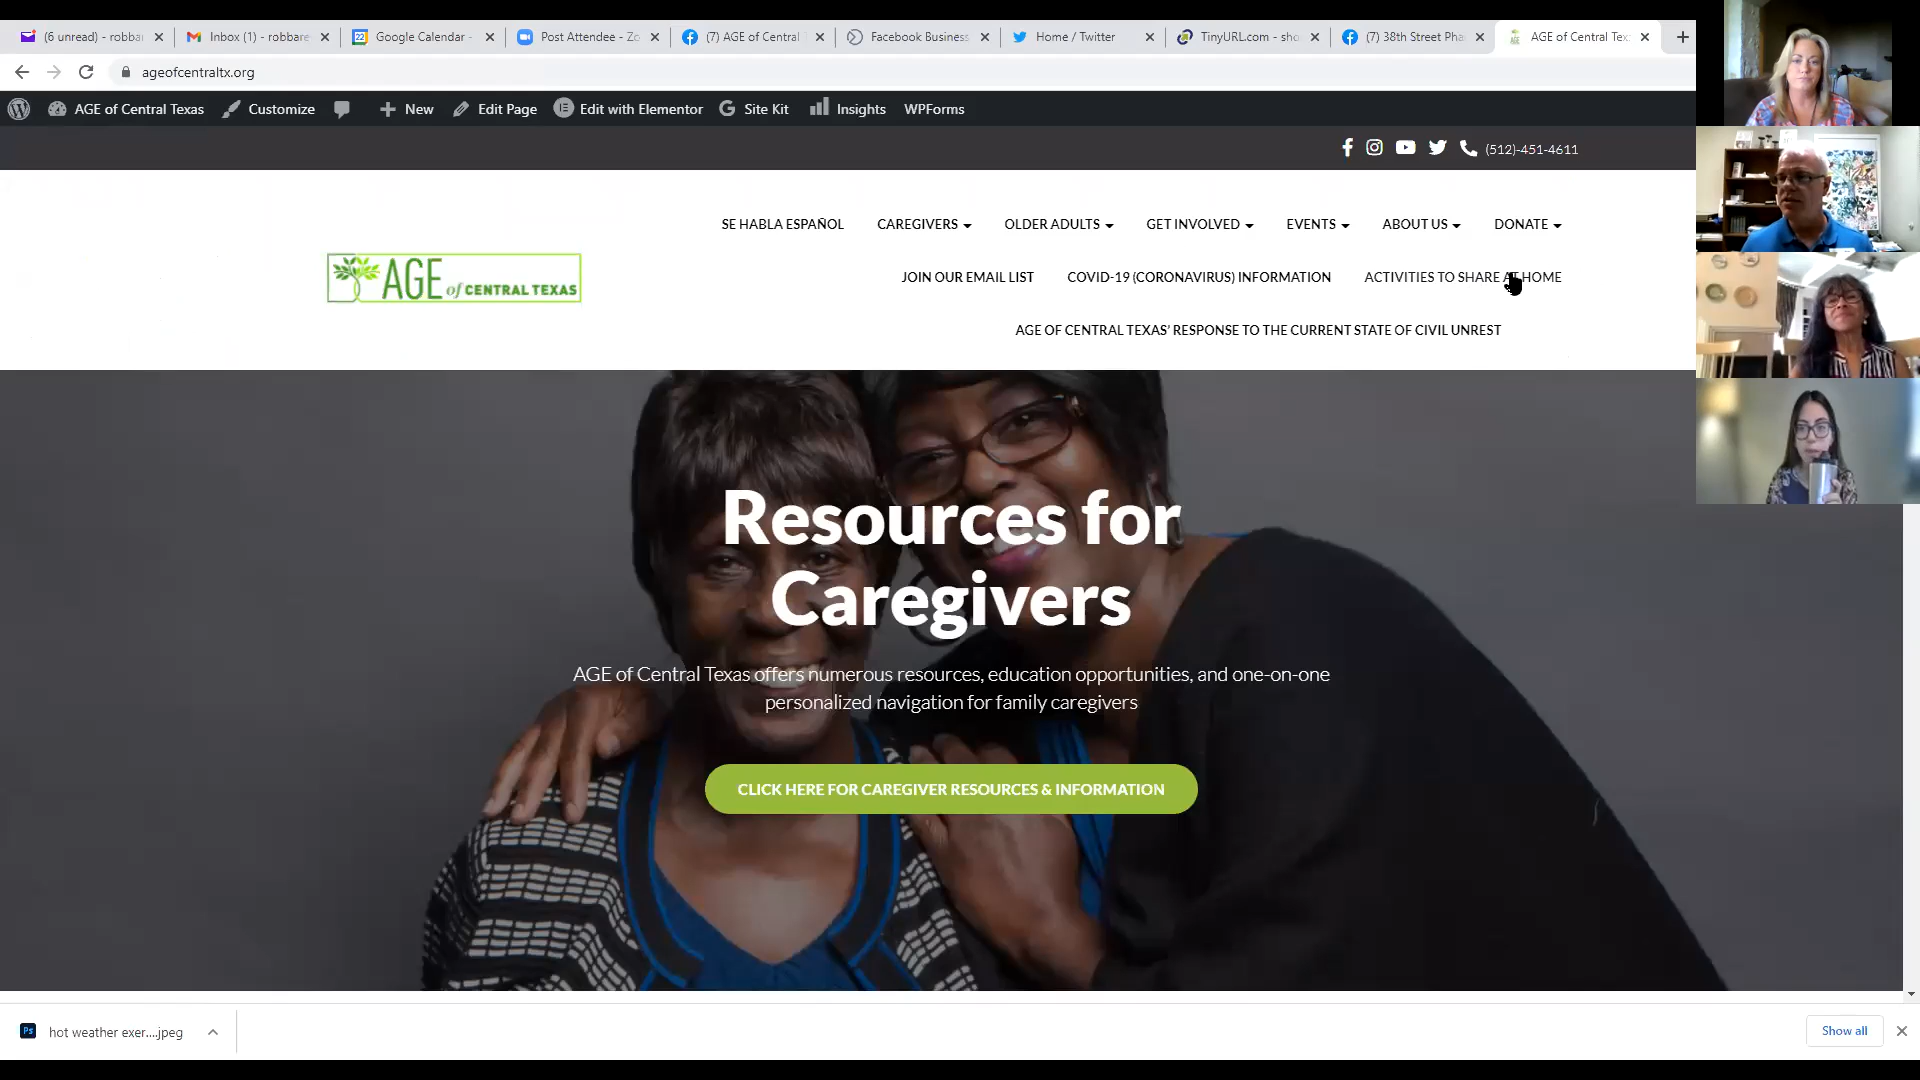 (6 unread) - robba
Inbox (1) - robbare
Google Calendar -
Post Attendee - Zo
(7) AGE of Central
Facebook Business
Home / Twitter
TinyURL.com - sho
(7) 38th Street Pha
AGE of Central Tex
ageofcentraltx.org
AGE of Central Texas
Customize
New
Edit Page
Edit with Elementor
Site Kit
Insights
WPForms
(512)-451-4611
SE HABLA ESPAÑOL
CAREGIVERS
OLDER ADULTS
GET INVOLVED
EVENTS
ABOUT US
DONATE
AGE of CENTRAL TEXAS
JOIN OUR EMAIL LIST
COVID-19 (CORONAVIRUS) INFORMATION
ACTIVITIES TO SHARE AT HOME
AGE OF CENTRAL TEXAS' RESPONSE TO THE CURRENT STATE OF CIVIL UNREST
Resources for
Caregivers
AGE of Central Texas offers numerous resources, education opportunities, and one-on-one
personalized navigation for family caregivers
CLICK HERE FOR CAREGIVER RESOURCES & INFORMATION
Ps
hot weather exer....jpeg
Show all